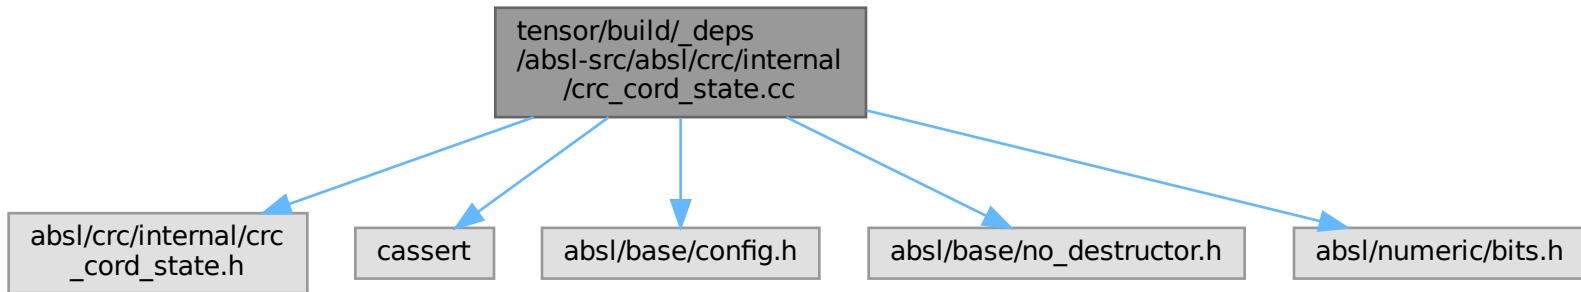 tensor/build/_deps
/absl-src/absl/crc/internal
/crc_cord_state.cc
absl/crc/internal/crc
_cord_state.h
cassert
absl/base/config.h
absl/base/no_destructor.h
absl/numeric/bits.h